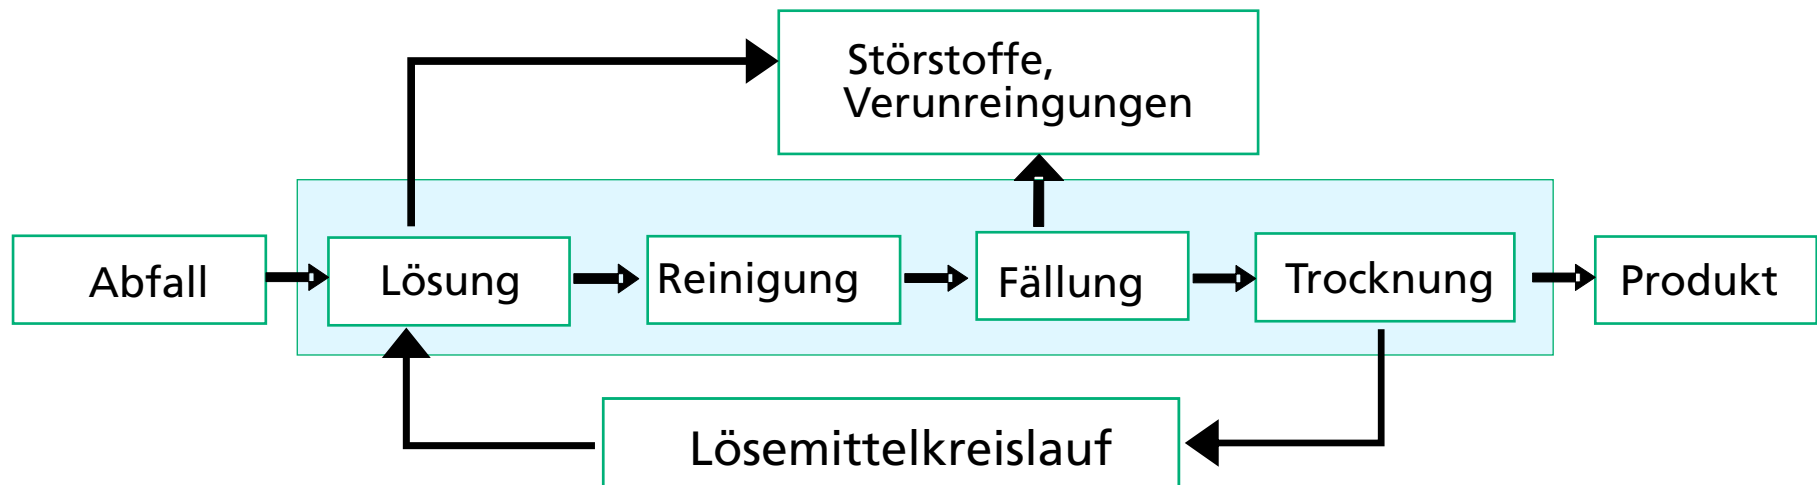 Störstoffe,
Verunreingungen
Abfall
Lösung
Reinigung
Fällung
Trocknung
Produkt
Lösemittelkreislauf